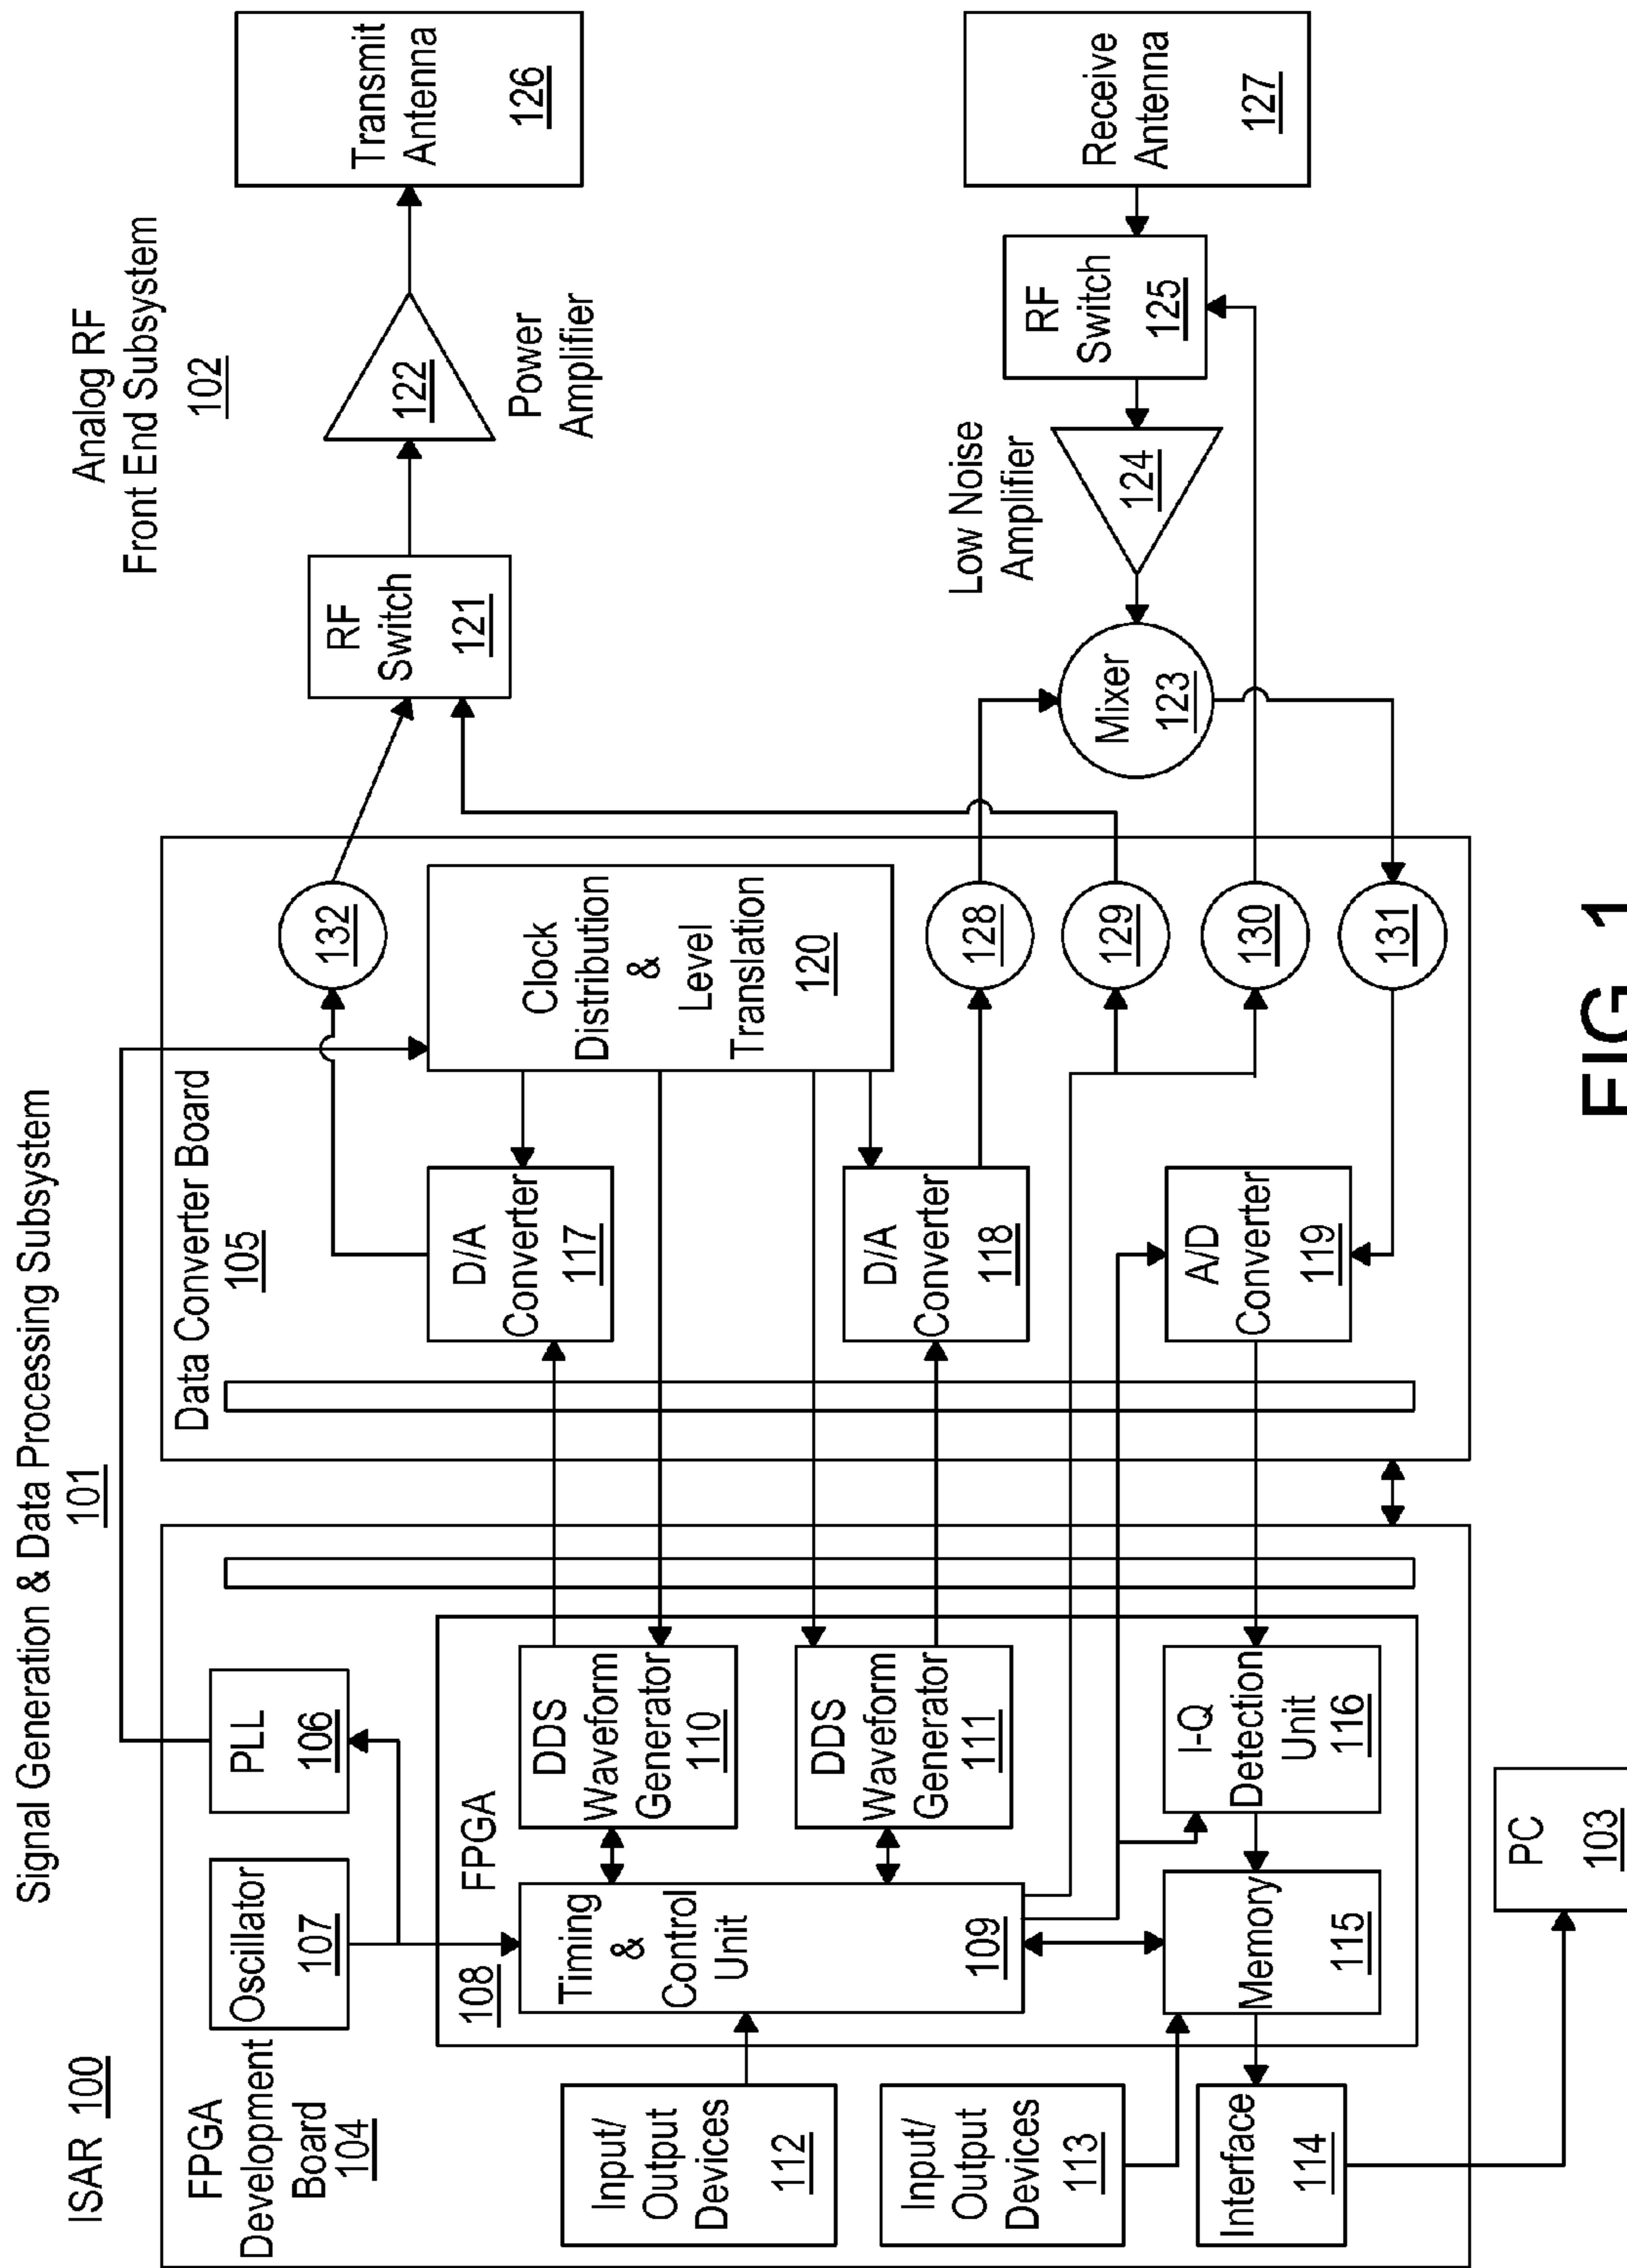 Signal Generation & Data Processing Subsystem
101
ISAR 100
FPGA
Development
Board
104
Oscillator
107
PLL
106
FPGA
108
Timing
&
Control
Unit
109
DDS
Waveform
Generator
110
DDS
Waveform
Generator
111
Input/
Output
Devices
112
Input/
Output
Devices
113
Interface
114
Memory
115
I-Q
Detection
Unit
116
PC
103
Data Converter Board
105
D/A
Converter
117
D/A
Converter
118
A/D
Converter
119
Clock
Distribution
&
Level
Translation
120
132
128
129
130
131
Analog RF
Front End Subsystem
102
RF
Switch
121
122
Power
Amplifier
Transmit
Antenna
126
Mixer
123
Low Noise
Amplifier
124
RF
Switch
125
Receive
Antenna
127
FIG. 1